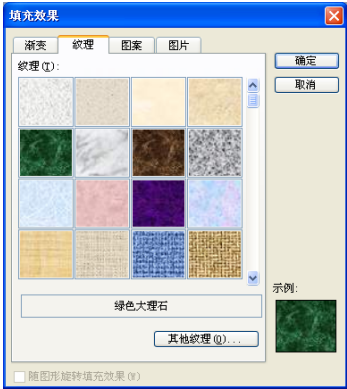 填充效果
渐变 纹理 图案 图片
纹理(T):
确定
取消
绿色大理石
示例:
其他纹理(O)...
随图形旋转填充效果(W)